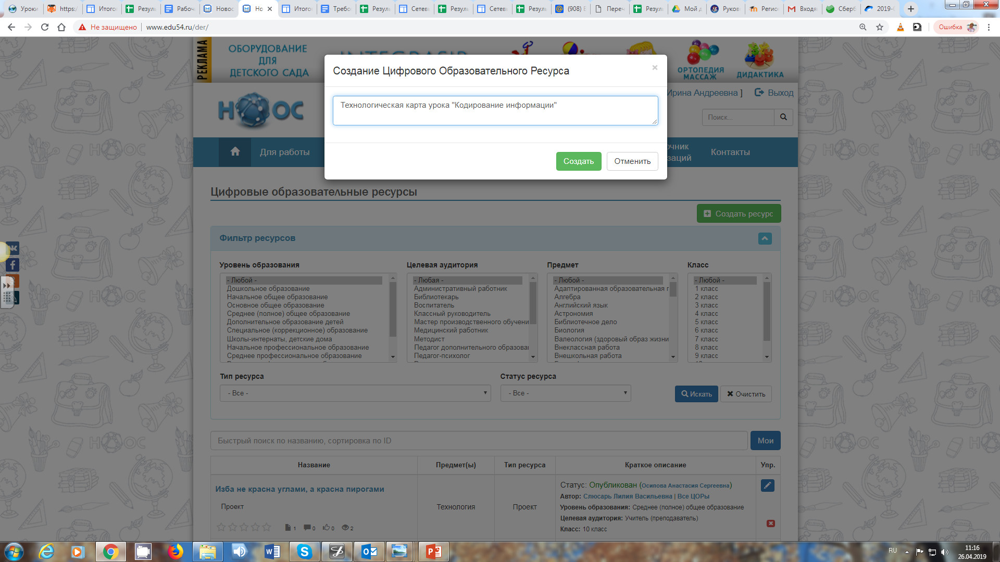 Уроки
https:/
Итого
Резуль
Рабоч
Новос
Но
Итого
Требо
Резул
Сетев
Резул
Сетев
Резул
(908) В
Переч
Резул
Мой д
Руков
Регио
Входя
Сберб
2019-
Не защищено
www.edu54.ru/der/
Ошибка
РЕКЛАМА
ОБОРУДОВАНИЕ
ДЛЯ
ДЕТСКОГО САДА
ОРТОПЕДИЯ
МАССАЖ
ДИДАКТИКА
Создание Цифрового Образовательного Ресурса
×
Технологическая карта урока "Кодирование информации"
Создать
Отменить
НООС
Ирина Андреевна ]
Выход
Поиск...
Для работы
очник
заций
Контакты
Цифровые образовательные ресурсы
Создать ресурс
Фильтр ресурсов
Уровень образования
Целевая аудитория
Предмет
Класс
- Любой -
Дошкольное образование
Начальное общее образование
Основное общее образование
Среднее (полное) общее образование
Дополнительное образование детей
Специальное (коррекционное) образование
Школы-интернаты, детские дома
Начальное профессиональное образование
Среднее профессиональное образование
- Любая -
Административный работник
Библиотекарь
Воспитатель
Классный руководитель
Мастер производственного обучени
Медицинский работник
Методист
Педагог дополнительного образова
Педагог-психолог
- Любой -
Адаптированная образовательная п
Алгебра
Английский язык
Астрономия
Библиотечное дело
Биология
Валеология (здоровый образ жизни
Внеклассная работа
Внешкольная работа
- Любой -
1 класс
2 класс
3 класс
4 класс
5 класс
6 класс
7 класс
8 класс
9 класс
Тип ресурса
Статус ресурса
- Все -
- Все -
Искать
Очистить
Быстрый поиск по названию, сортировка по ID
Мои
Название
Предмет(ы)
Тип ресурса
Краткое описание
Упр.
Изба не красна углами, а красна пирогами
Проект
1
0
0
2
Технология
Проект
Статус: Опубликован (Осипова Анастасия Сергеевна)
Автор: Слюсарь Лилия Васильевна | Все ЦОРы
Уровень образования: Среднее (полное) общее образование
Целевая аудитория: Учитель (преподаватель)
Класс: 10 класс
RU
11:16
26.04.2019